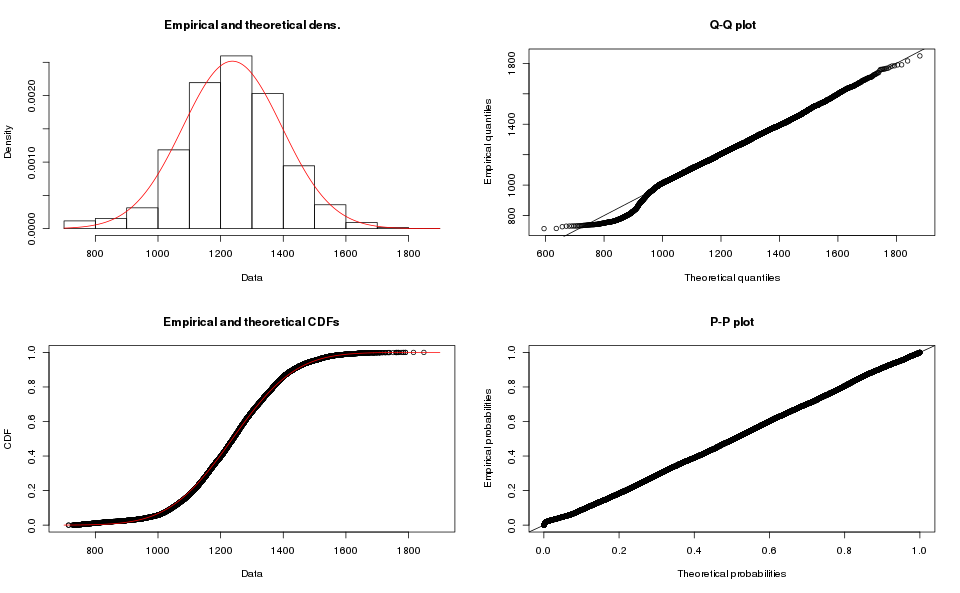 Empirical and theoretical dens.
Density
0.0000 0.0010 0.0020
800 1000 1200 1400 1600 1800
Data
Q-Q plot
Empirical quantiles
800 1000 1400 1800
600 800 1000 1200 1400 1600 1800
Theoretical quantiles
Empirical and theoretical CDFs
CDF
0.0 0.2 0.4 0.6 0.8 1.0
800 1000 1200 1400 1600 1800
Data
P-P plot
Empirical probabilities
0.0 0.2 0.4 0.6 0.8 1.0
0.0 0.2 0.4 0.6 0.8 1.0
Theoretical probabilities